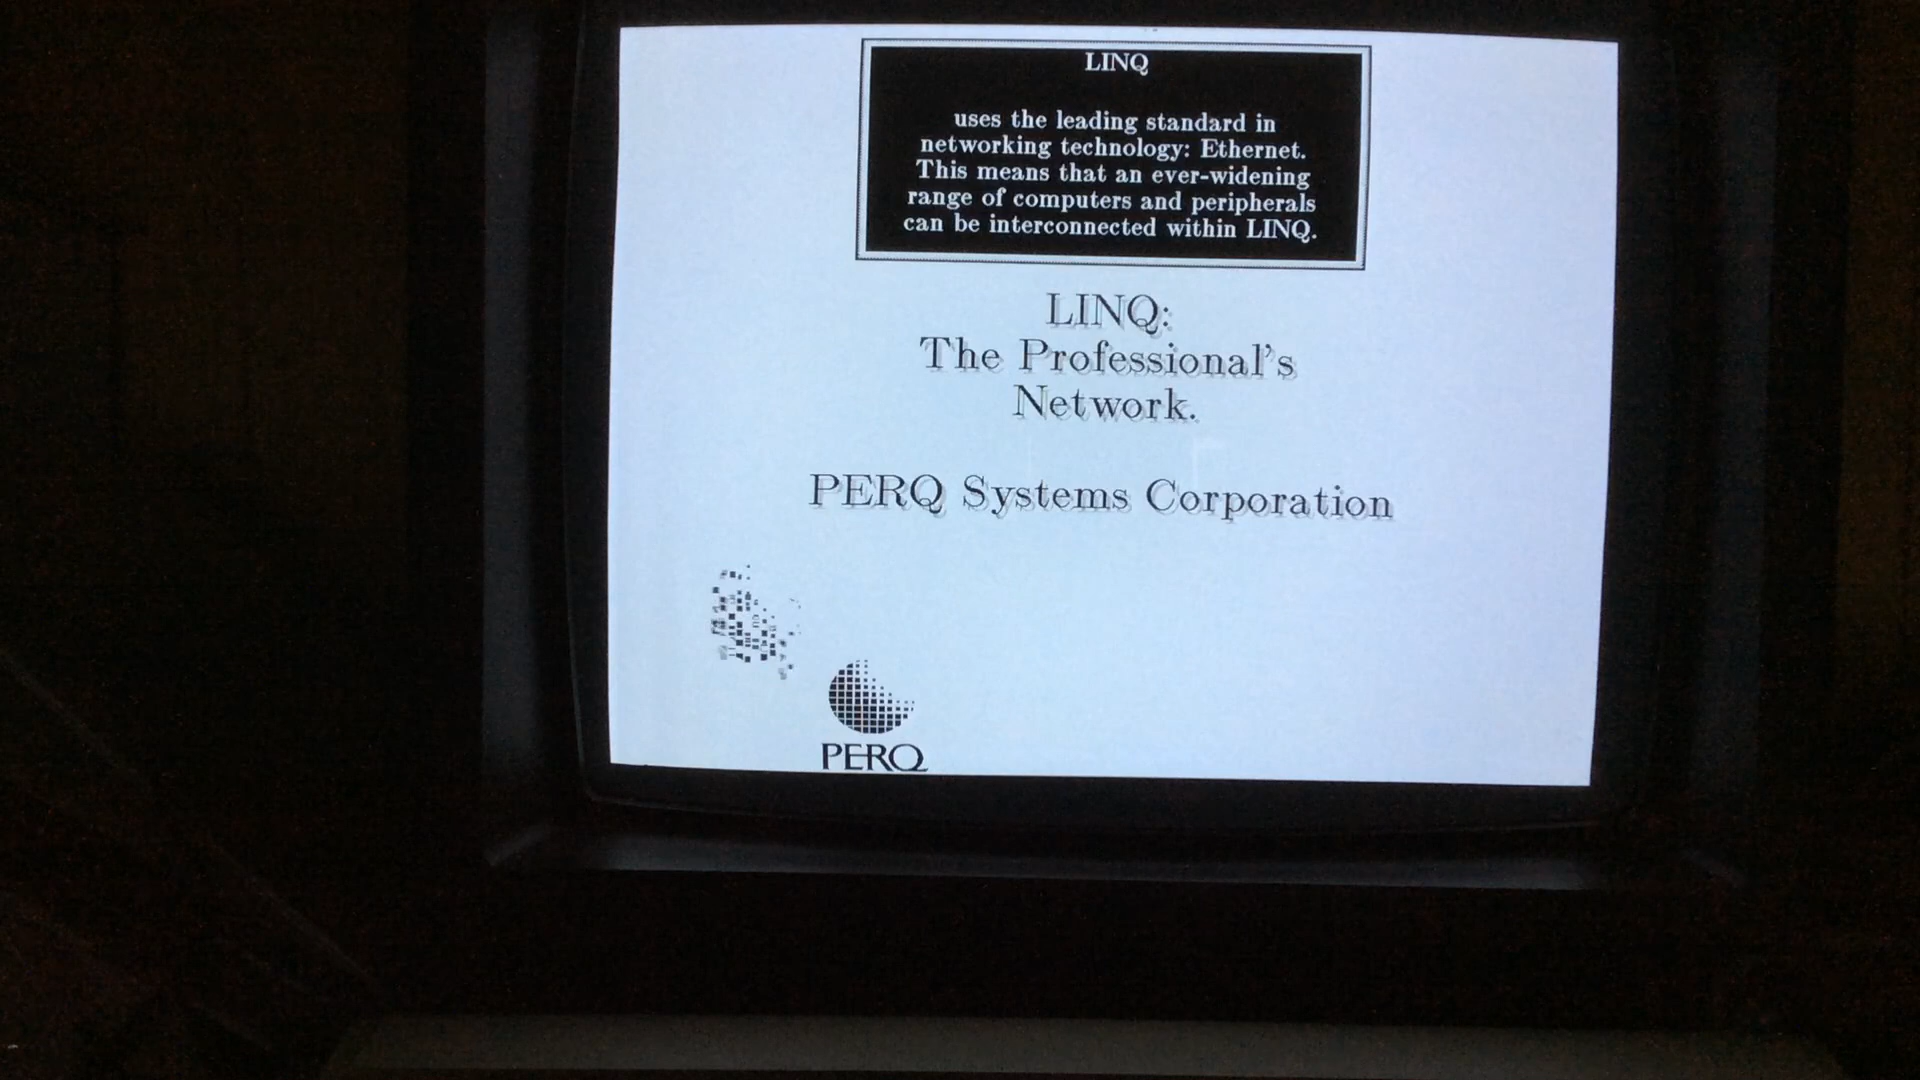 LINQ
uses the leading standard in
networking technology: Ethernet.
This means that an ever-widening
range of computers and peripherals
can be interconnected within LINQ.
LINQ:
The Professional's
Network.
PERQ Systems Corporation
PERQ